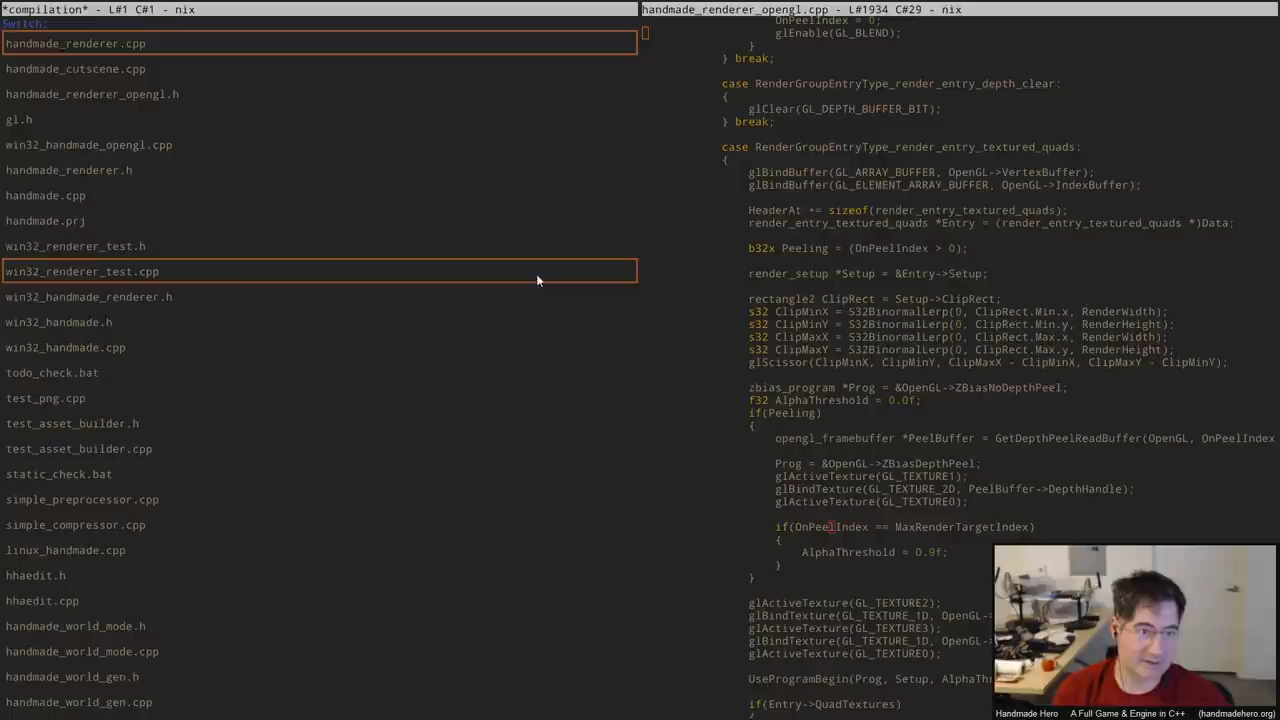 *compilation* - L#1 C#1 - nix
Switch:
handmade_renderer.cpp
handmade_cutscene.cpp
handmade_renderer_opengl.h
gl.h
win32_handmade_opengl.cpp
handmade_renderer.h
handmade.cpp
handmade.prj
win32_renderer_test.h
win32_renderer_test.cpp
win32_handmade_renderer.h
win32_handmade.h
win32_handmade.cpp
todo_check.bat
test_png.cpp
test_asset_builder.h
test_asset_builder.cpp
static_check.bat
simple_preprocessor.cpp
simple_compressor.cpp
linux_handmade.cpp
hhaedit.h
hhaedit.cpp
handmade_world_mode.h
handmade_world_mode.cpp
handmade_world_gen.h
handmade_world_gen.cpp
handmade_renderer_opengl.cpp - L#1934 C#29 - nix
OnPeelIndex = 0;
glEnable(GL_BLEND);
}
} break;
case RenderGroupEntryType_render_entry_depth_clear:
{
glClear(GL_DEPTH_BUFFER_BIT);
} break;
case RenderGroupEntryType_render_entry_textured_quads:
{
glBindBuffer(GL_ARRAY_BUFFER, OpenGL->VertexBuffer);
glBindBuffer(GL_ELEMENT_ARRAY_BUFFER, OpenGL->IndexBuffer);
HeaderAt += sizeof(render_entry_textured_quads);
render_entry_textured_quads *Entry = (render_entry_textured_quads *)Data;
b32x Peeling = (OnPeelIndex > 0);
render_setup *Setup = &Entry->Setup;
rectangle2 ClipRect = Setup->ClipRect;
s32 ClipMinX = S32BinormalLerp(0, ClipRect.Min.x, RenderWidth);
s32 ClipMinY = S32BinormalLerp(0, ClipRect.Min.y, RenderHeight);
s32 ClipMaxX = S32BinormalLerp(0, ClipRect.Max.x, RenderWidth);
s32 ClipMaxY = S32BinormalLerp(0, ClipRect.Max.y, RenderHeight);
glScissor(ClipMinX, ClipMinY, ClipMaxX - ClipMinX, ClipMaxY - ClipMinY);
zbias_program *Prog = &OpenGL->ZBiasNoDepthPeel;
f32 AlphaThreshold = 0.0f;
if(Peeling)
{
opengl_framebuffer *PeelBuffer = GetDepthPeelReadBuffer(OpenGL, OnPeelIndex
Prog = &OpenGL->ZBiasDepthPeel;
glActiveTexture(GL_TEXTURE1);
glBindTexture(GL_TEXTURE_2D, PeelBuffer->DepthHandle);
glActiveTexture(GL_TEXTURE0);
if(OnPeelIndex == MaxRenderTargetIndex)
{
AlphaThreshold = 0.9f;
}
}
glActiveTexture(GL_TEXTURE2);
glBindTexture(GL_TEXTURE_1D, OpenGL->
glActiveTexture(GL_TEXTURE3);
glBindTexture(GL_TEXTURE_1D, OpenGL->
glActiveTexture(GL_TEXTURE0);
UseProgramBegin(Prog, Setup, AlphaThr
if(Entry->QuadTextures)
{
Handmade Hero A Full Game & Engine in C++ (handmadehero.org)